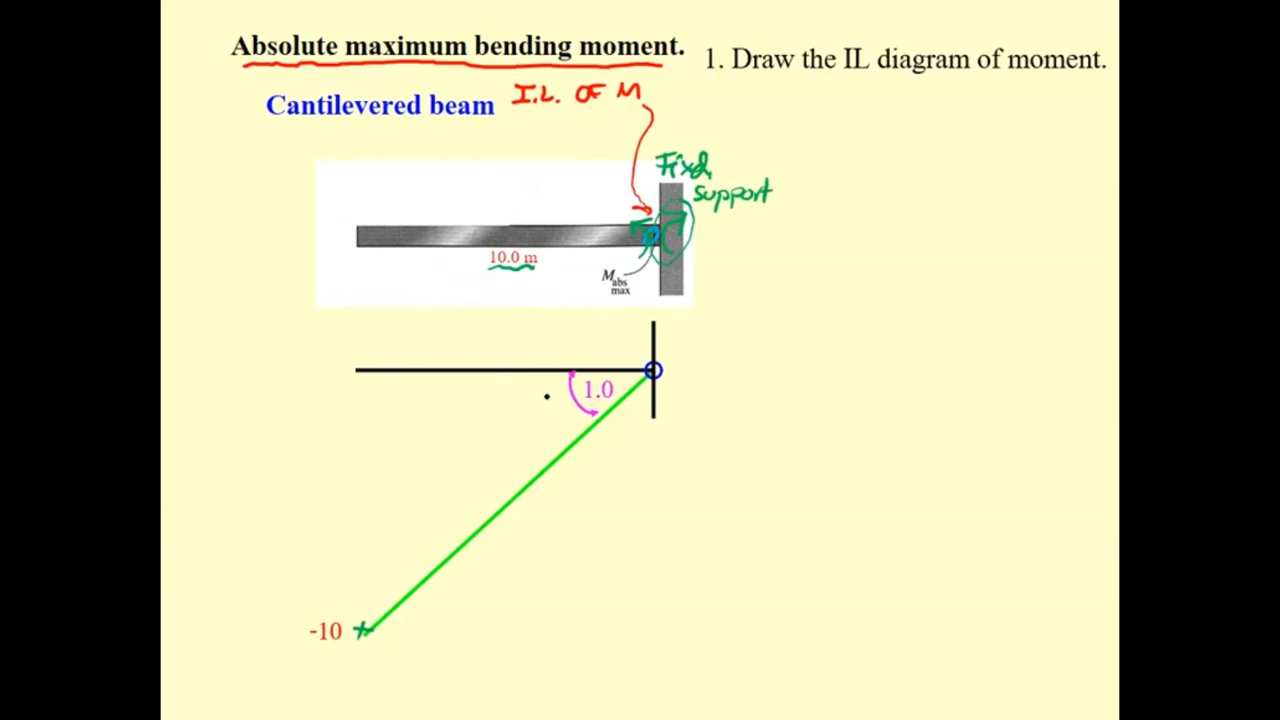 Absolute maximum bending moment.
1. Draw the IL diagram of moment.
Cantilevered beam
I.L. OF M
Fixed
support
10.0 m
M abs max
1.0
-10